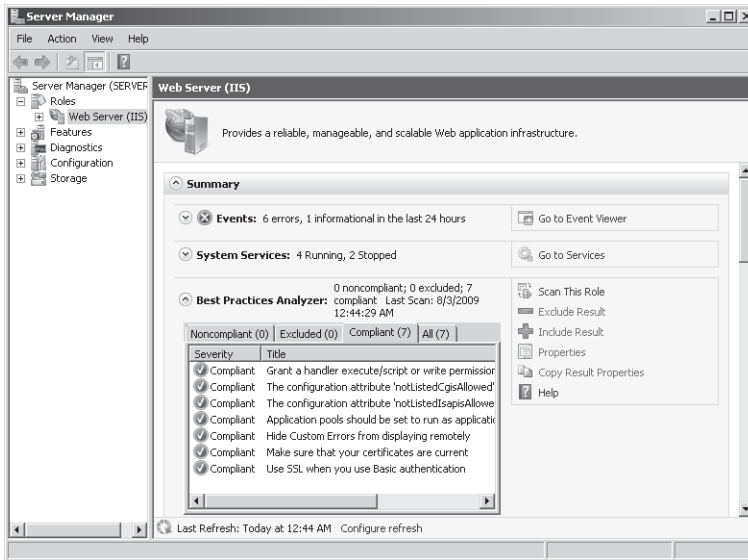 Server Manager
File Action View Help
Server Manager (SERVER
Roles
Web Server (IIS)
Features
Diagnostics
Configuration
Storage
Web Server (IIS)
Provides a reliable, manageable, and scalable Web application infrastructure.
Summary
Events: 6 errors, 1 informational in the last 24 hours
Go to Event Viewer
System Services: 4 Running, 2 Stopped
Go to Services
Best Practices Analyzer: 0 noncompliant; 0 excluded; 7
compliant Last Scan: 8/3/2009
12:44:29 AM
Noncompliant (0) Excluded (0) Compliant (7) All (7)
Severity Title
Compliant Grant a handler execute/script or write permission
Compliant The configuration attribute 'notListedCgisAllowed'
Compliant The configuration attribute 'notListedIsapisAllowe
Compliant Application pools should be set to run as applicatio
Compliant Hide Custom Errors from displaying remotely
Compliant Make sure that your certificates are current
Compliant Use SSL when you use Basic authentication
Scan This Role
Exclude Result
Include Result
Properties
Copy Result Properties
Help
Last Refresh: Today at 12:44 AM Configure refresh